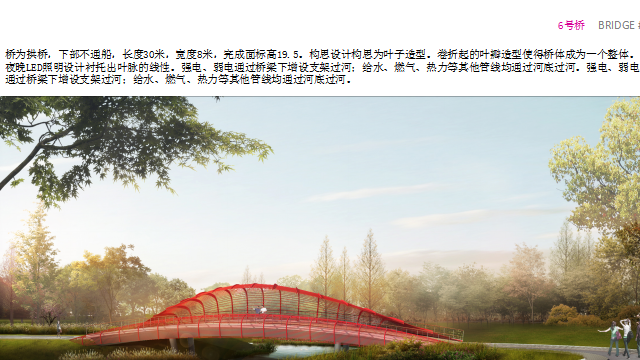 6号桥 BRIDGE #
桥为拱桥，下部不通船，长度30米，宽度8米，完成面标高19.5。构思设计构思为叶子造型。卷折起的叶瓣造型使得桥体成为一个整体。
夜晚LED照明设计衬托出叶脉的线性。强电、弱电通过桥梁下增设支架过河；给水、燃气、热力等其他管线均通过河底过河。强、弱电
通过桥梁下增设支架过河；给水、燃气、热力等其他管线均通过河底过河。